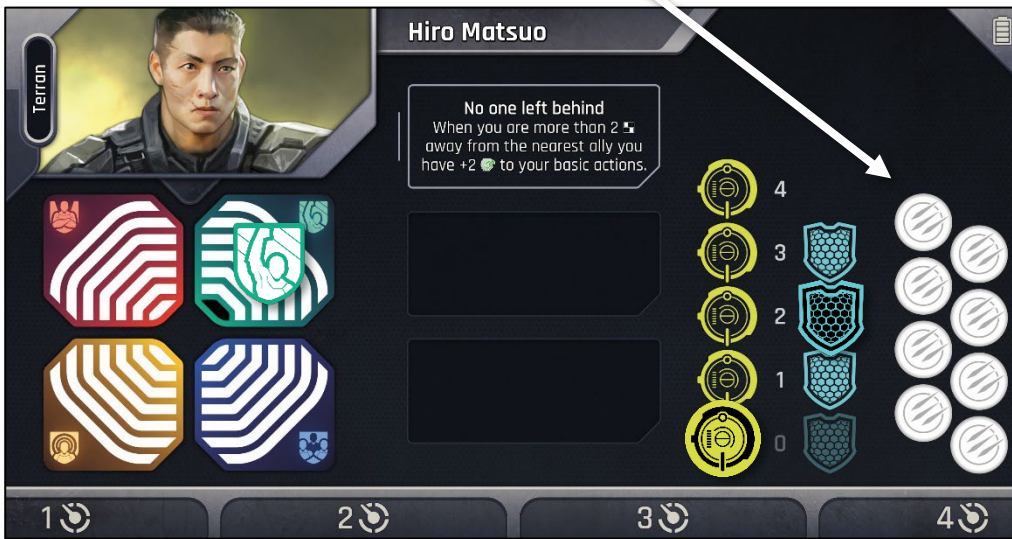 Terran
Hiro Matsuo
No one left behind
When you are more than 2
away from the nearest ally you
have +2 to your basic actions.
4
3
2
1
0
1
2
3
4